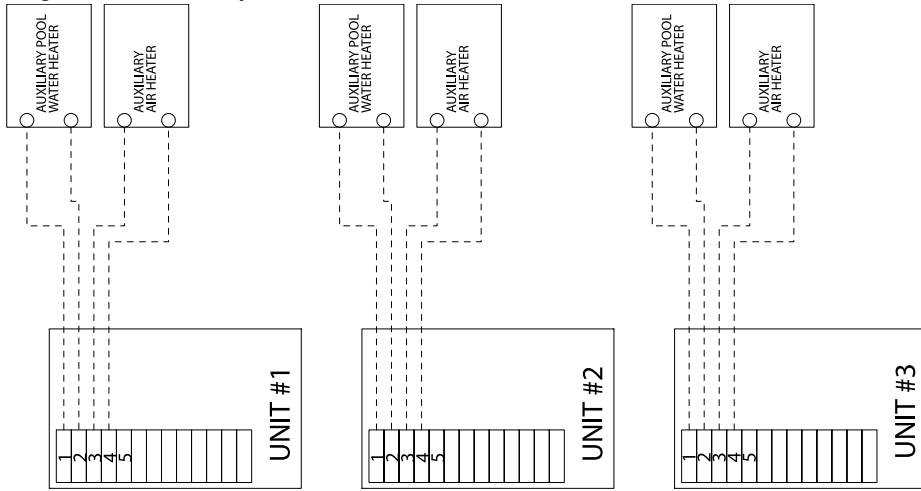 AUXILIARY POOL
WATER HEATER
AUXILIARY
AIR HEATER
AUXILIARY POOL
WATER HEATER
AUXILIARY
AIR HEATER
AUXILIARY POOL
WATER HEATER
AUXILIARY
AIR HEATER
1
2
3
4
5
UNIT #1
1
2
3
4
5
UNIT #2
1
2
3
4
5
UNIT #3